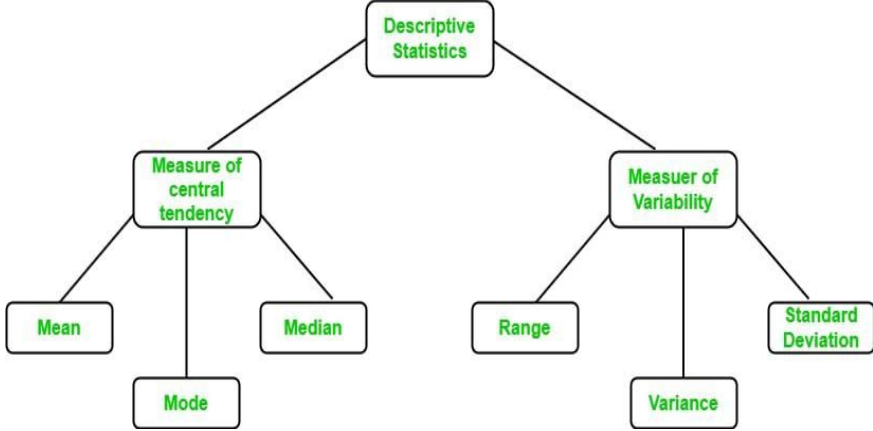 Descriptive
Statistics
Measure of
central
tendency
Measuer of
Variability
Mean
Median
Range
Standard
Deviation
Mode
Variance